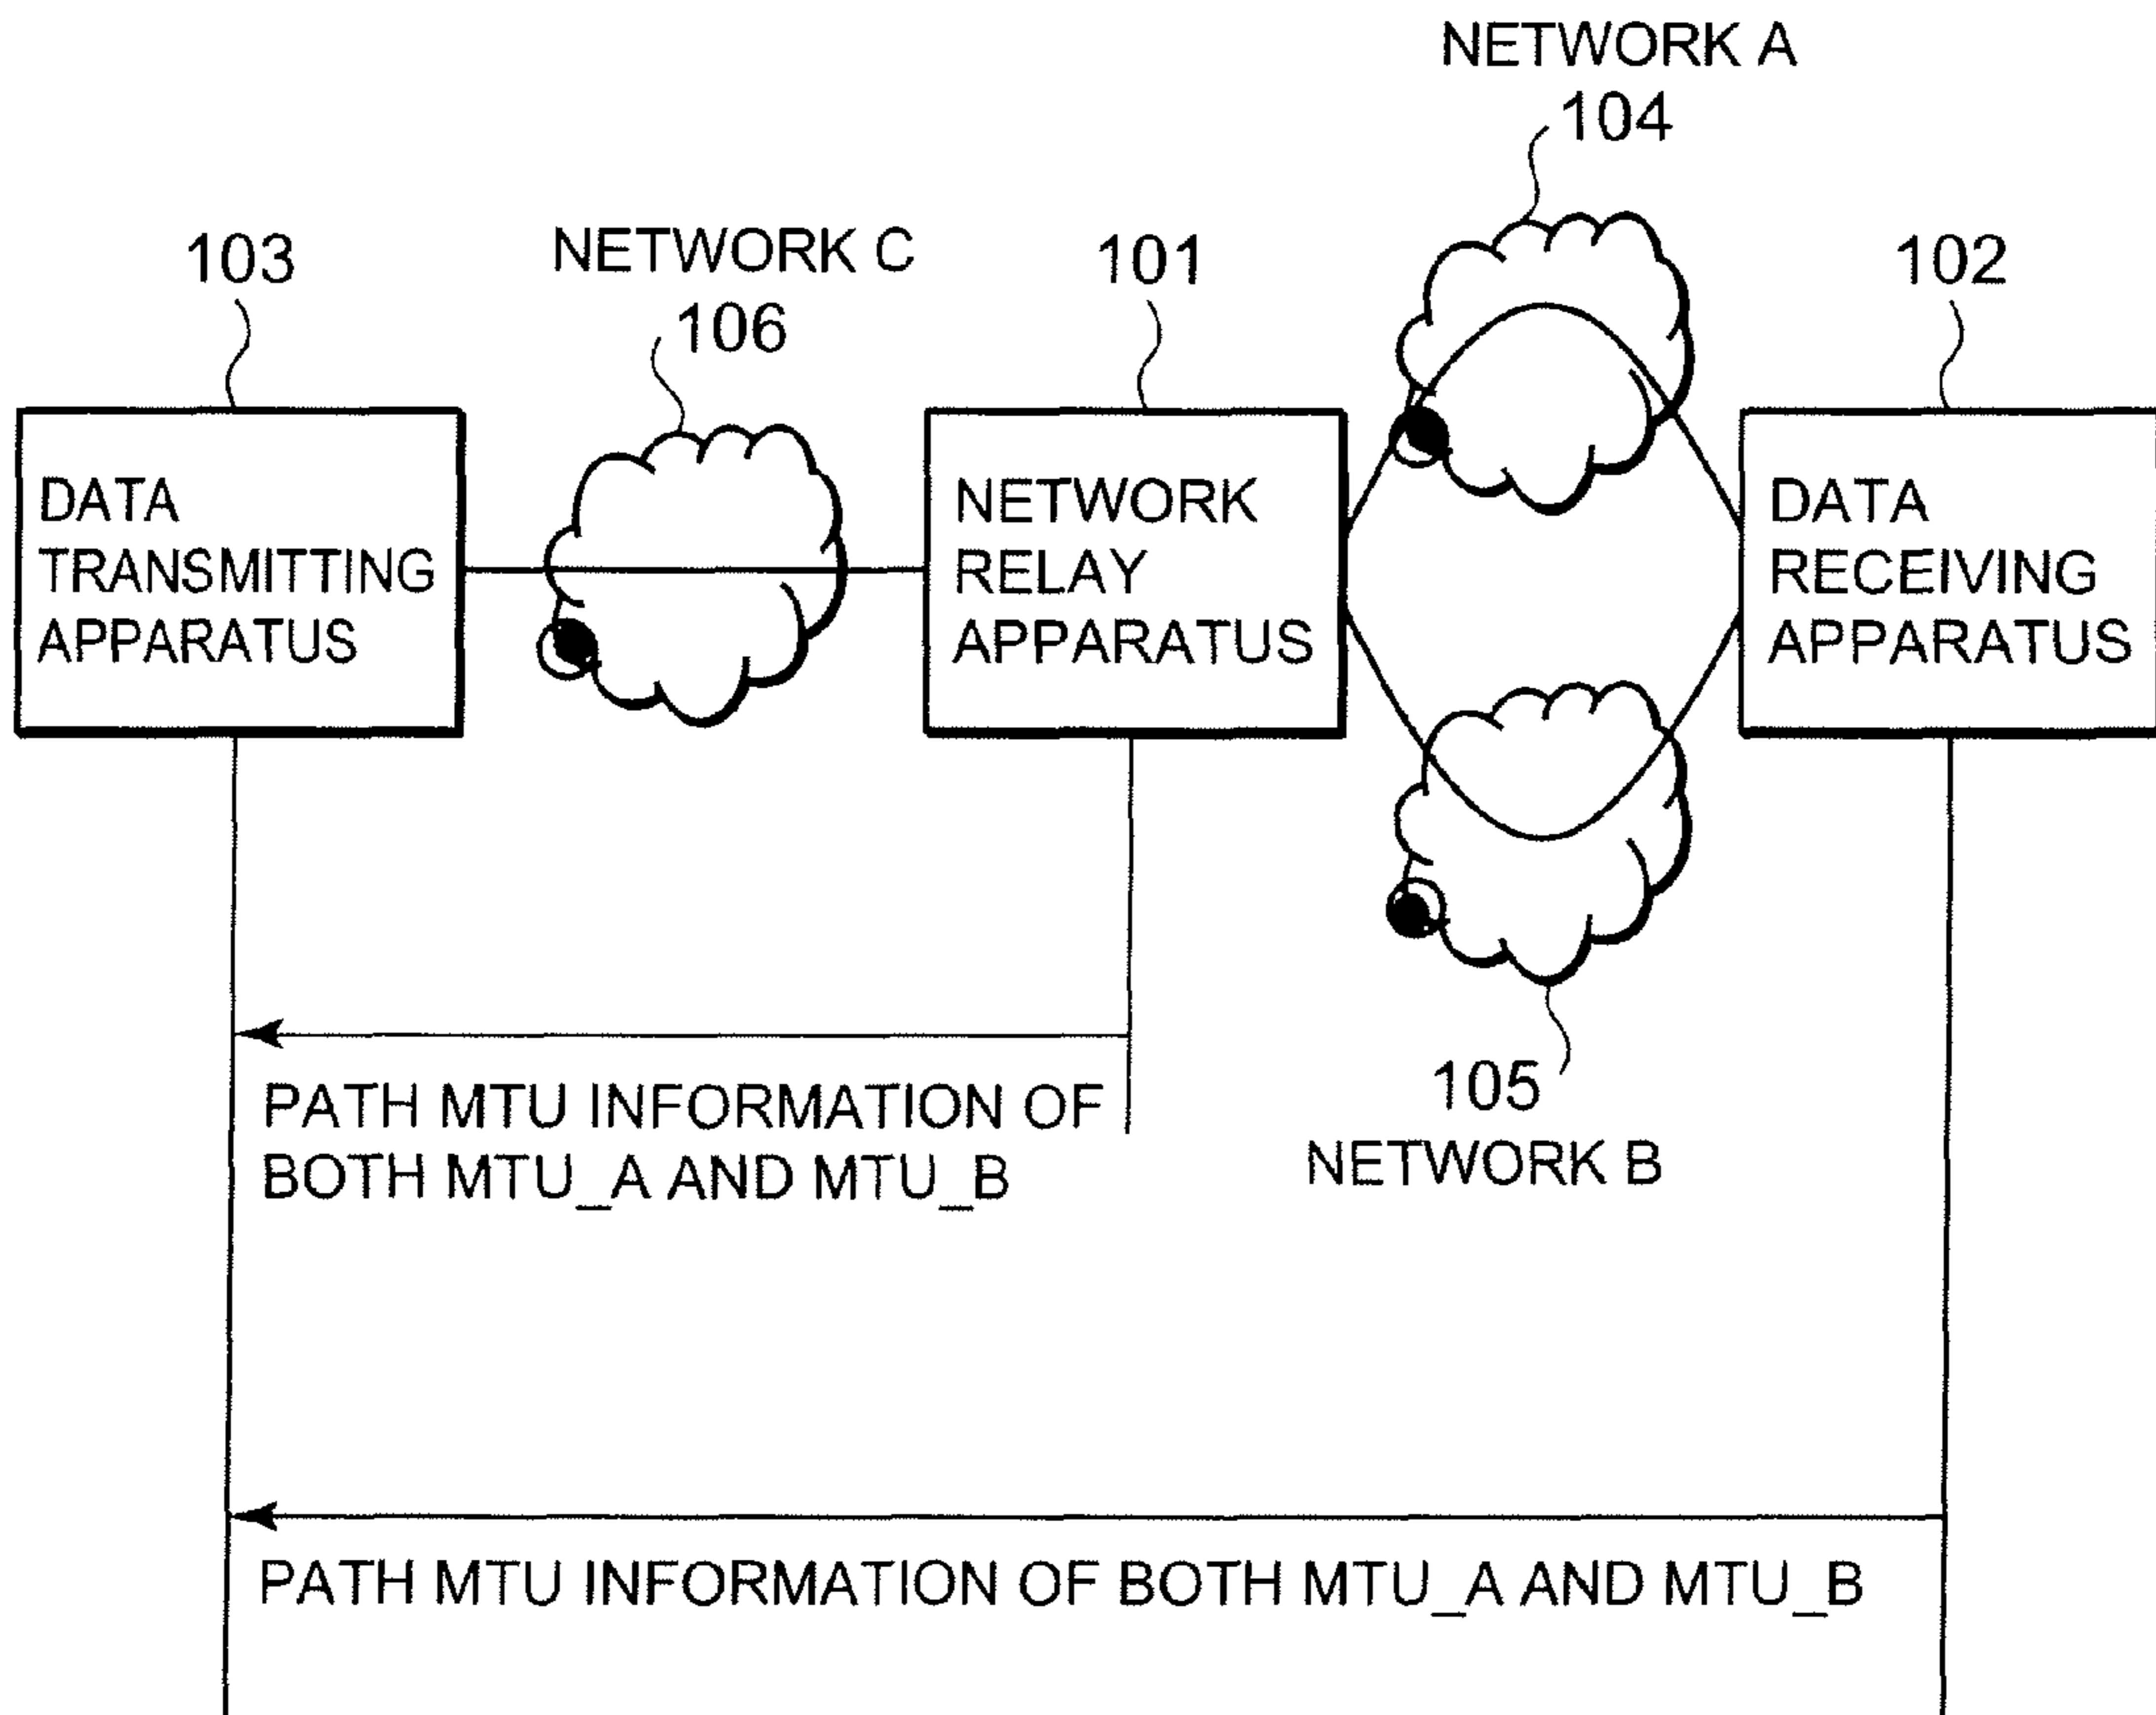 NETWORK A
104
103
NETWORK C
106
101
102
DATA
TRANSMITTING
APPARATUS
NETWORK
RELAY
APPARATUS
DATA
RECEIVING
APPARATUS
105
NETWORK B
PATH MTU INFORMATION OF
BOTH MTU_A AND MTU_B
PATH MTU INFORMATION OF BOTH MTU_A AND MTU_B